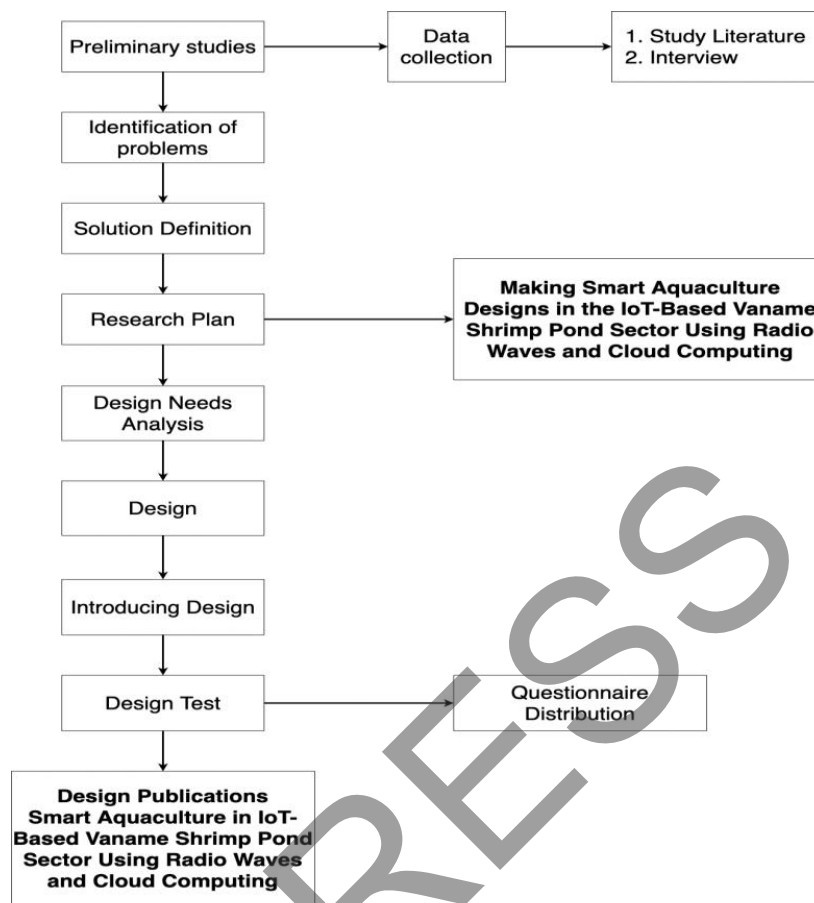 Preliminary studies
Data
collection
1. Study Literature
2. Interview
Identification of
problems
Solution Definition
Research Plan
Making Smart Aquaculture
Designs in the IoT-Based Vaname
Shrimp Pond Sector Using Radio
Waves and Cloud Computing
Design Needs
Analysis
Design
Introducing Design
Design Test
Questionnaire
Distribution
Design Publications
Smart Aquaculture in IoT-
Based Vaname Shrimp Pond
Sector Using Radio Waves
and Cloud Computing
RESS